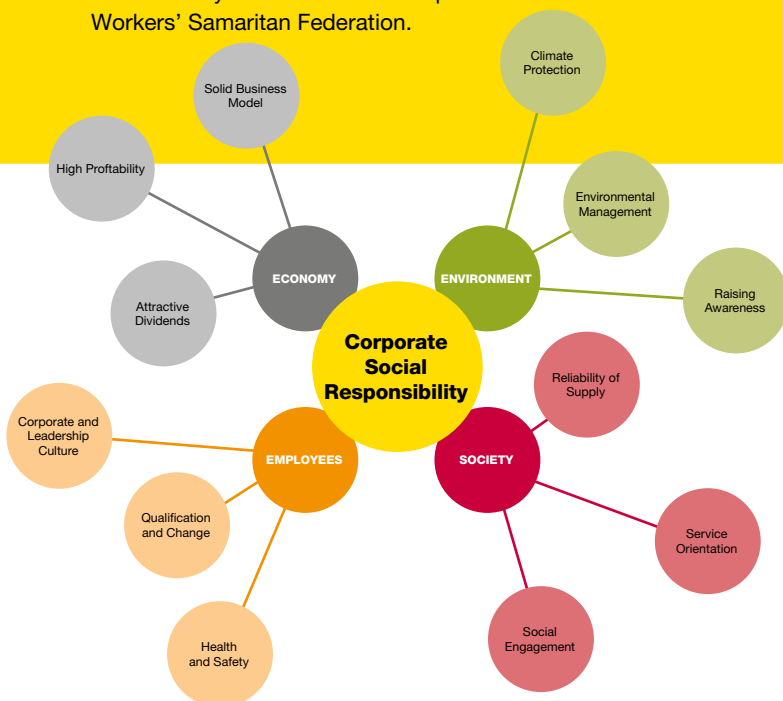 Workers’ Samaritan Federation.
Climate
Protection
Solid Business
Model
High Proftability
Environmental
Management
ECONOMY
ENVIRONMENT
Attractive
Dividends
Raising
Awareness
Corporate
Social
Responsibility
Reliability of
Supply
Corporate and
Leadership
Culture
EMPLOYEES
SOCIETY
Qualification
and Change
Service
Orientation
Social
Engagement
Health
and Safety